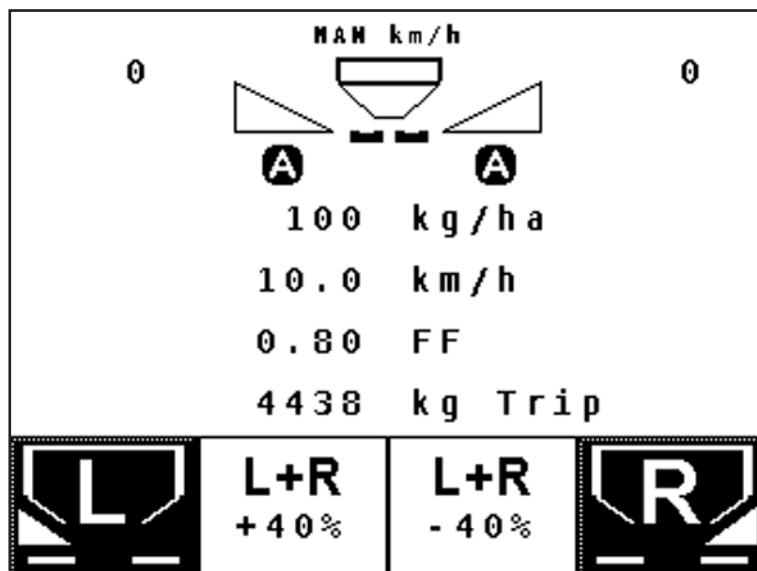 MAN km/h
0 0
A A
100 kg/ha
10.0 km/h
0.80 FF
4438 kg Trip
L L+R L+R R
+40% -40%